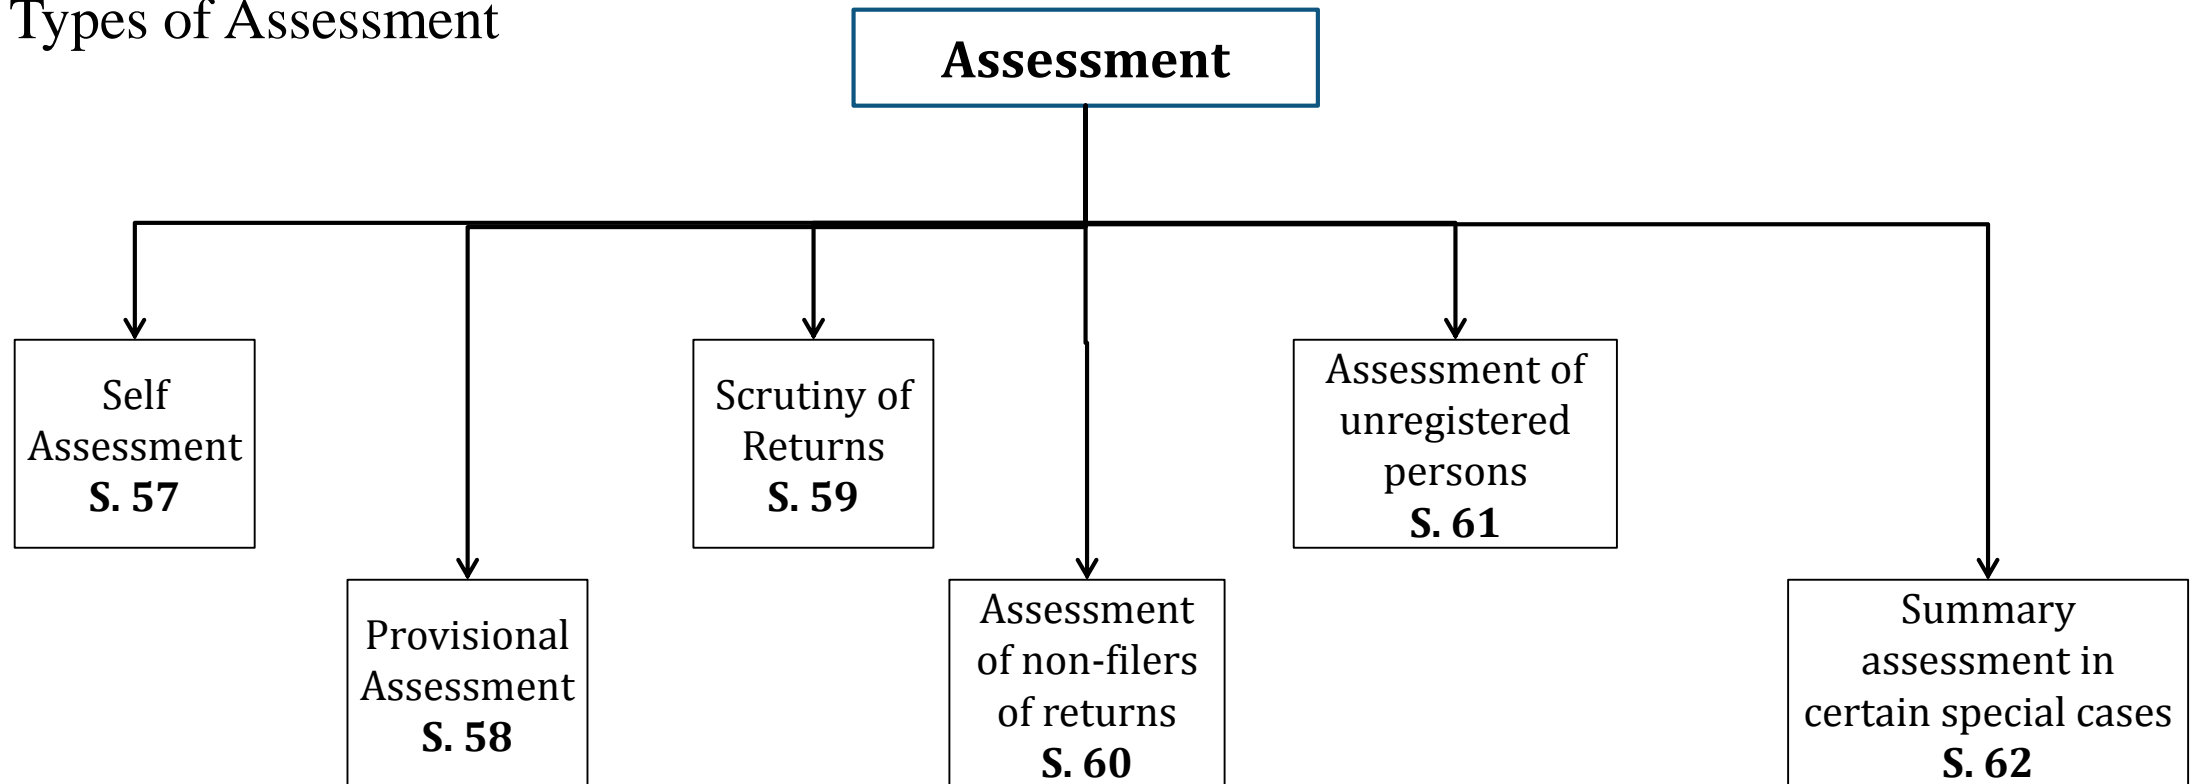 Types of Assessment
Assessment
Self
Assessment
S. 57
Provisional
Assessment
S. 58
Scrutiny of
Returns
S. 59
Assessment
of non-filers
of returns
S. 60
Assessment of
unregistered
persons
S. 61
Summary
assessment in
certain special cases
S. 62